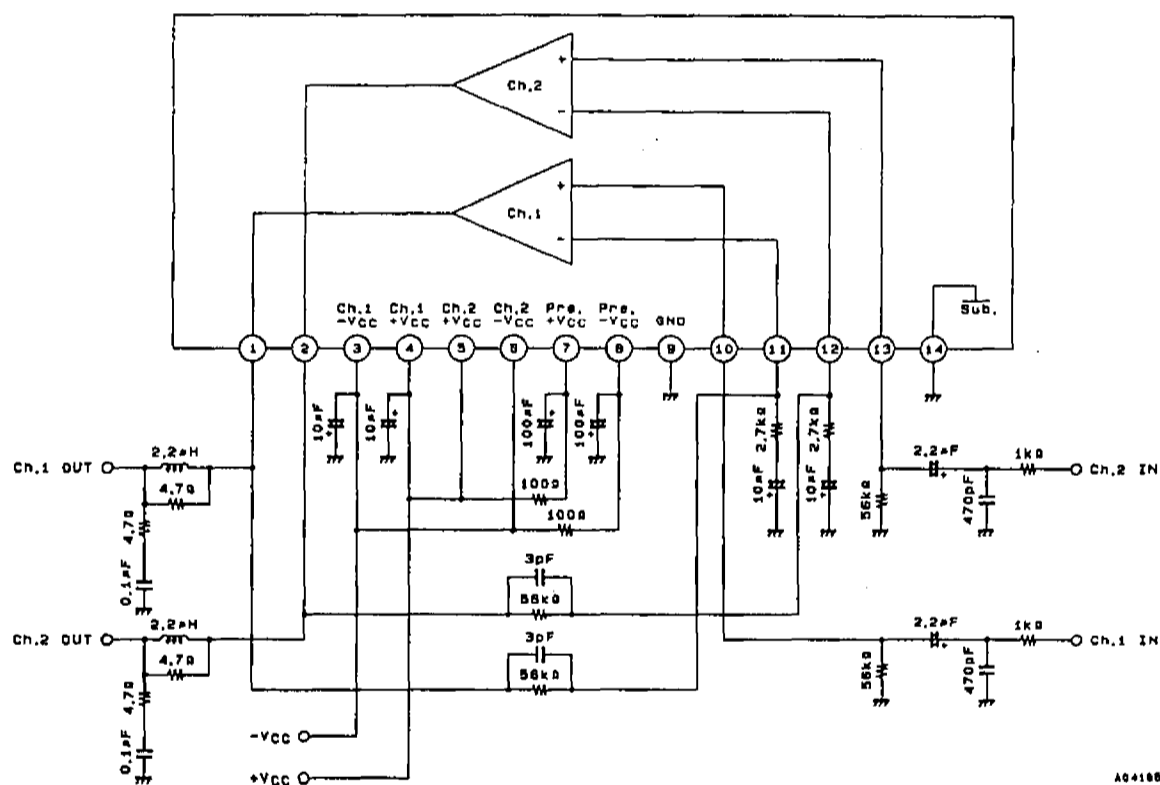 Ch.2
+
-
Ch.1
+
-
Ch.1 -VCC
Ch.1 +VCC
Ch.2 +VCC
Ch.2 -VCC
Pre. +VCC
Pre. -VCC
GND
Sub.
1 2 3 4 5 6 7 8 9 10 11 12 13 14
10µF
10µF
100µF
100µF
2.7kΩ
2.7kΩ
10µF
10µF
Ch.1 OUT
2.2µH
4.7Ω
4.7Ω
0.1µF
100Ω
100Ω
2.2µF
1kΩ
Ch.2 IN
56kΩ
470pF
3pF
56kΩ
Ch.2 OUT
2.2µH
4.7Ω
4.7Ω
0.1µF
3pF
56kΩ
2.2µF
1kΩ
Ch.1 IN
56kΩ
470pF
-VCC
+VCC